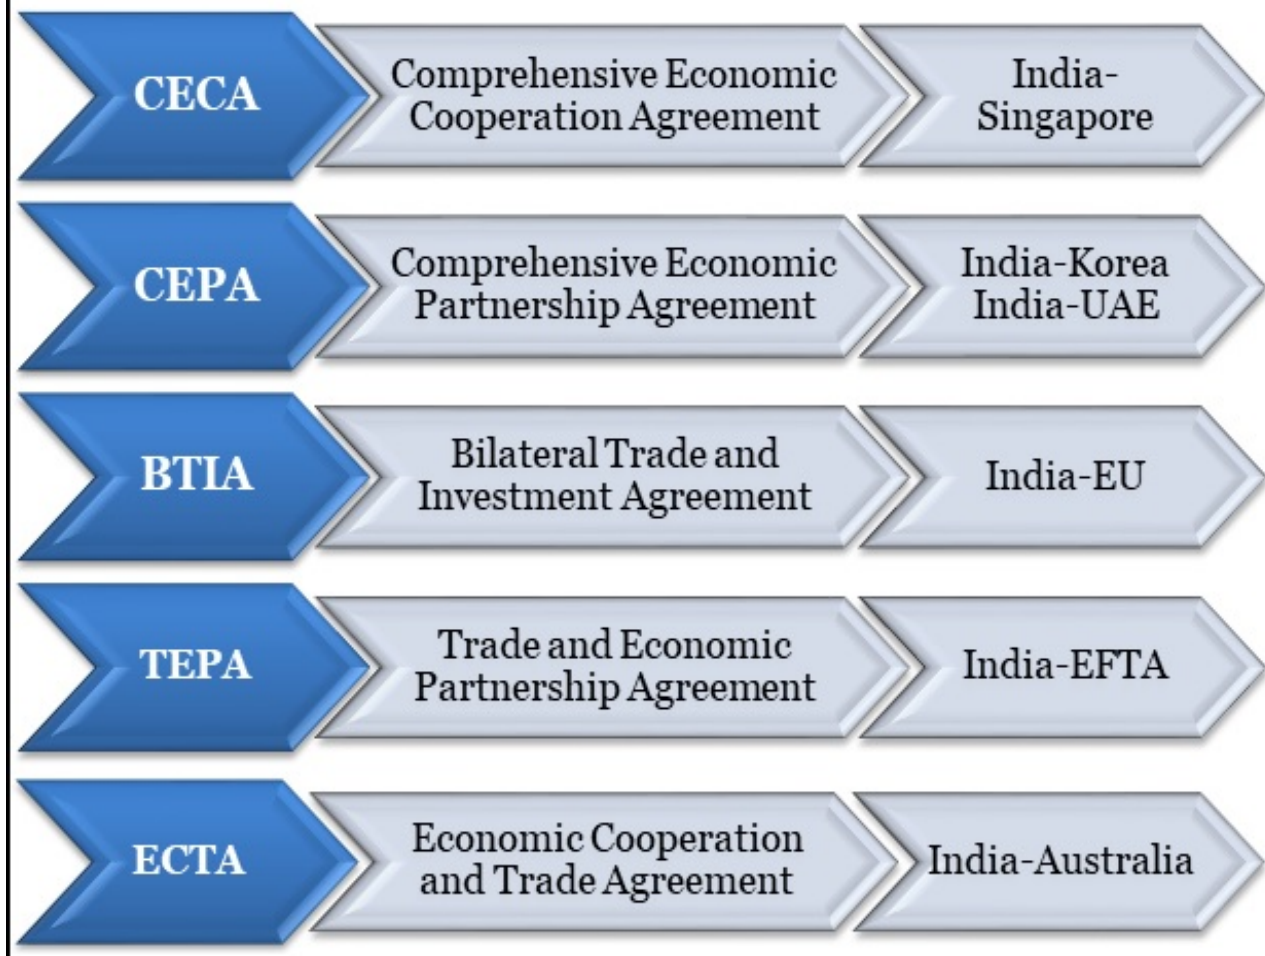 CECA
Comprehensive Economic
Cooperation Agreement
India-
Singapore
CEPA
Comprehensive Economic
Partnership Agreement
India-Korea
India-UAE
BTIA
Bilateral Trade and
Investment Agreement
India-EU
TEPA
Trade and Economic
Partnership Agreement
India-EFTA
ECTA
Economic Cooperation
and Trade Agreement
India-Australia